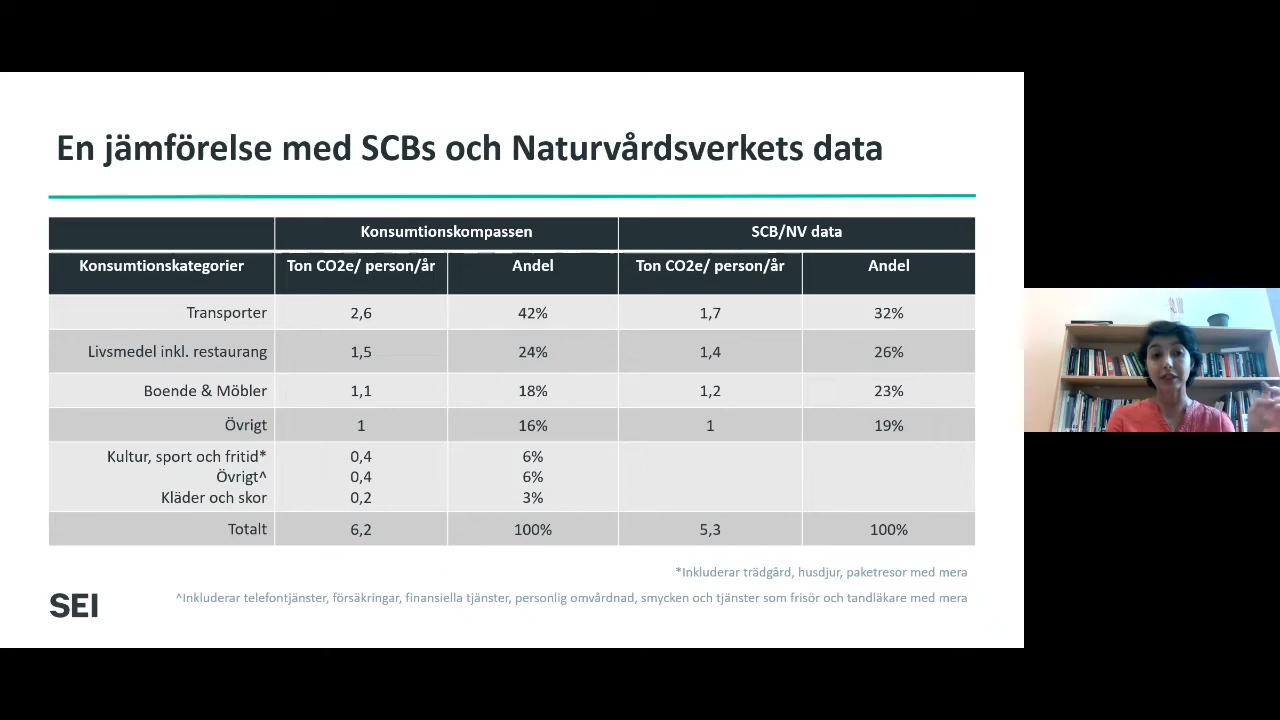 En jämförelse med SCBs och Naturvårdsverkets data
Konsumtionskompassen SCB/NV data
Konsumtionskategorier Ton CO2e/ person/år Andel Ton CO2e/ person/år Andel
Transporter 2,6 42% 1,7 32%
Livsmedel inkl. restaurang 1,5 24% 1,4 26%
Boende & Möbler 1,1 18% 1,2 23%
Övrigt 1 16% 1 19%
Kultur, sport och fritid* 0,4 6%
Övrigt^ 0,4 6%
Kläder och skor 0,2 3%
Totalt 6,2 100% 5,3 100%
*Inkluderar trädgård, husdjur, paketresor med mera
SEI ^Inkluderar telefontjänster, försäkringar, finansiella tjänster, personlig omvårdnad, smycken och tjänster som frisör och tandläkare med mera